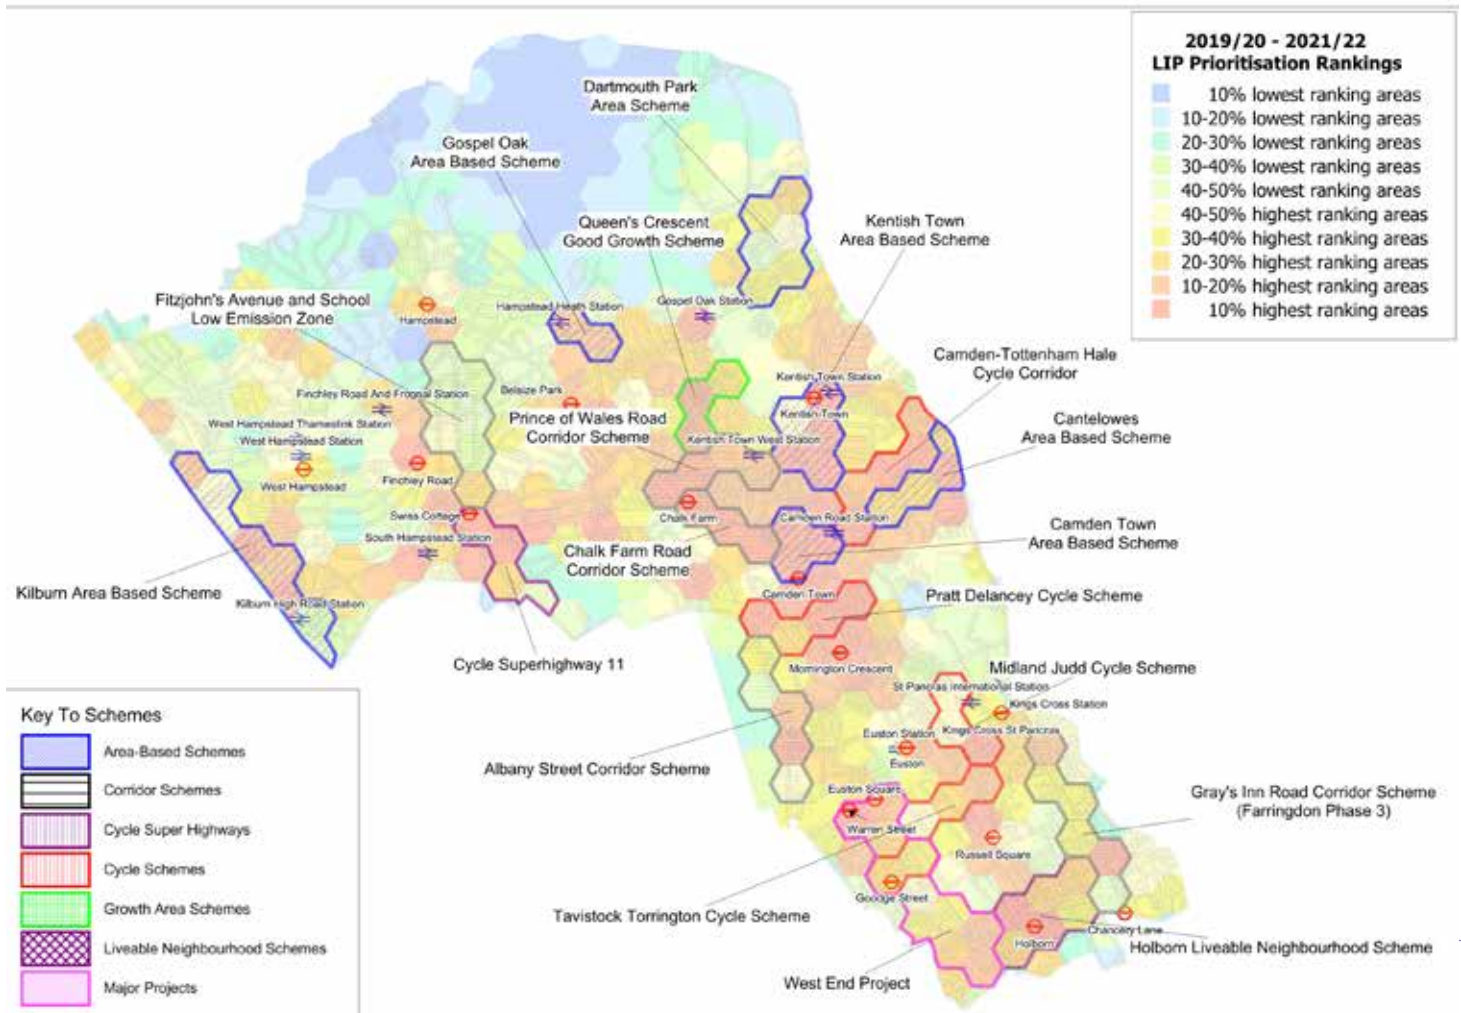 2019/20 - 2021/22
LIP Prioritisation Rankings
10% lowest ranking areas
10-20% lowest ranking areas
20-30% lowest ranking areas
30-40% lowest ranking areas
40-50% lowest ranking areas
40-50% highest ranking areas
30-40% highest ranking areas
20-30% highest ranking areas
10-20% highest ranking areas
10% highest ranking areas
Dartmouth Park
Area Scheme
Gospel Oak
Area Based Scheme
Queen's Crescent
Good Growth Scheme
Kentish Town
Area Based Scheme
Fitzjohn's Avenue and School
Low Emission Zone
Hampstead
Hampstead Heath Station
Gospel Oak Station
Camden-Tottenham Hale
Cycle Corridor
Kentish Town Station
Kentish Town
Finchley Road And Frognal Station
Belsize Park
Prince of Wales Road
Corridor Scheme
Cantelowes
Area Based Scheme
West Hampstead Thameslink Station
West Hampstead Station
West Hampstead
Kentish Town West Station
Finchley Road
Swiss Cottage
South Hampstead Station
Chalk Farm
Camden Road Station
Chalk Farm Road
Corridor Scheme
Camden Town
Area Based Scheme
Kilburn Area Based Scheme
Kilburn High Road Station
Camden Town
Pratt Delancey Cycle Scheme
Cycle Superhighway 11
Mornington Crescent
Midland Judd Cycle Scheme
St Pancras International Station
Kings Cross Station
Kings Cross St Pancras
Euston Station
Euston
Albany Street Corridor Scheme
Euston Square
Warren Street
Gray's Inn Road Corridor Scheme
(Farringdon Phase 3)
Russell Square
Goodge Street
Tavistock Torrington Cycle Scheme
Chancery Lane
Holborn
Holborn Liveable Neighbourhood Scheme
West End Project
Key To Schemes
Area-Based Schemes
Corridor Schemes
Cycle Super Highways
Cycle Schemes
Growth Area Schemes
Liveable Neighbourhood Schemes
Major Projects